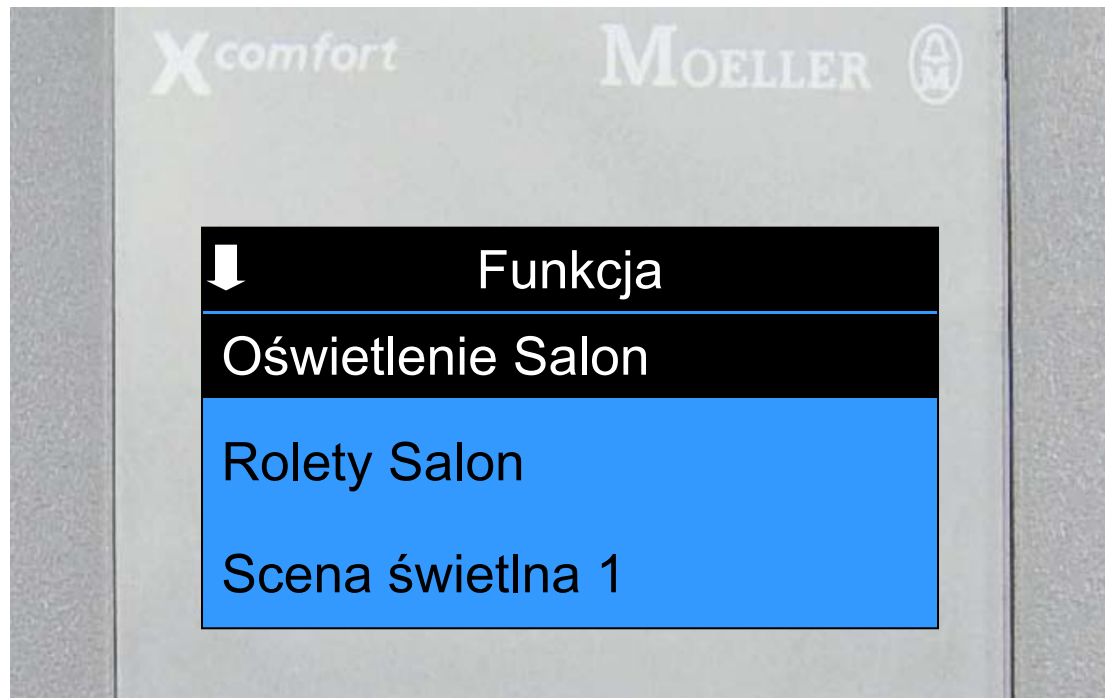 Xcomfort MOELLER
Funkcja
Oświetlenie Salon
Rolety Salon
Scena świetlna 1